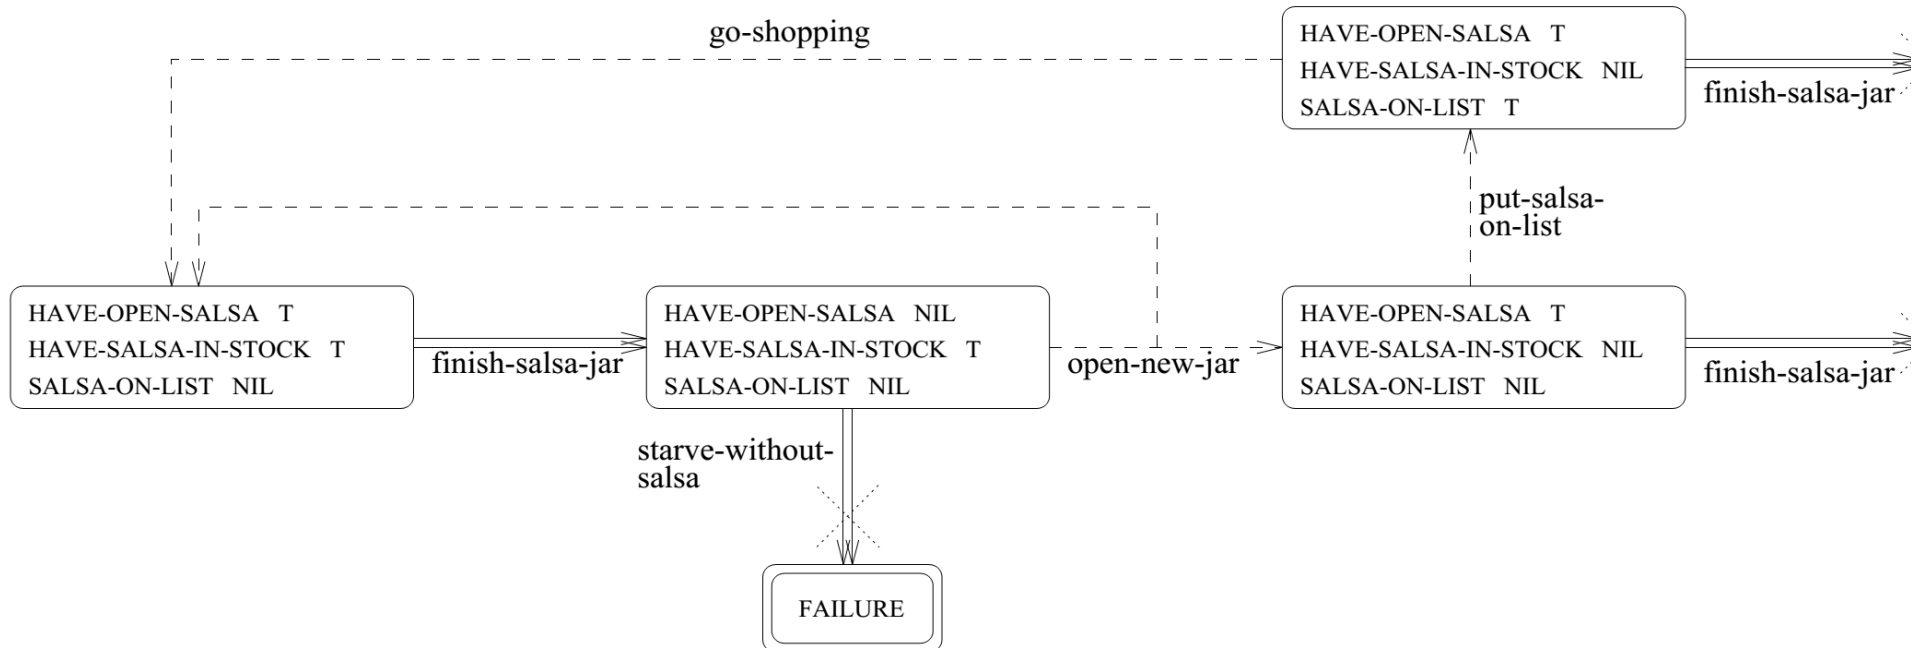 go-shopping
HAVE-OPEN-SALSA T
HAVE-SALSA-IN-STOCK NIL
SALSA-ON-LIST T
finish-salsa-jar
put-salsa-
on-list
HAVE-OPEN-SALSA T
HAVE-SALSA-IN-STOCK T
SALSA-ON-LIST NIL
finish-salsa-jar
HAVE-OPEN-SALSA NIL
HAVE-SALSA-IN-STOCK T
SALSA-ON-LIST NIL
open-new-jar
HAVE-OPEN-SALSA T
HAVE-SALSA-IN-STOCK NIL
SALSA-ON-LIST NIL
finish-salsa-jar
starve-without-
salsa
FAILURE